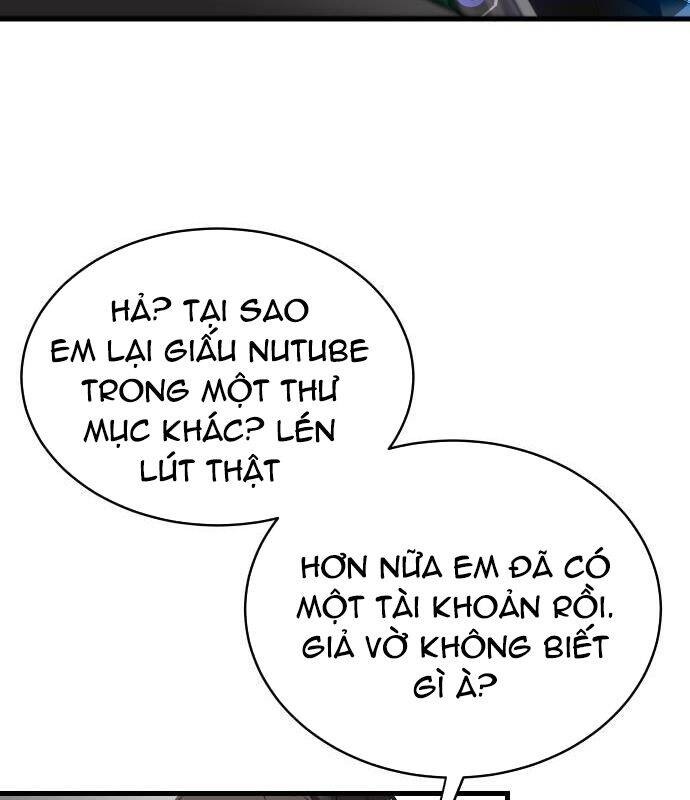 HẢ? TẠI SAO
EM LẠI GIẤU NUTUBE
TRONG MỘT THƯ
MỤC KHÁC? LÉN
LÚT THẬT
HƠN NỮA EM ĐÃ CÓ
MỘT TÀI KHOẢN RỒI.
GIẢ VỜ KHÔNG BIẾT
GÌ À?